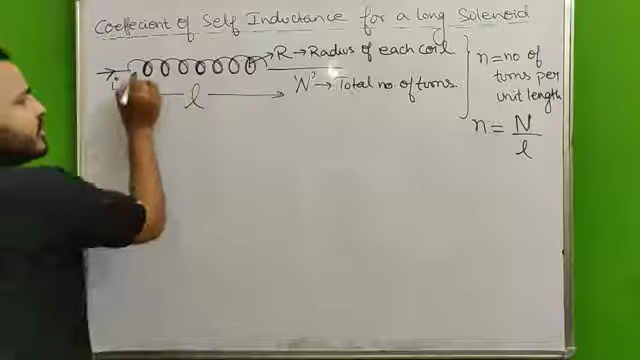 Coeffecient of Self Inductance for a long Solenoid
R → Radius of each coil
i
l
'N' → Total no. of turns.
n = no of
turns per
unit length
n = N
l